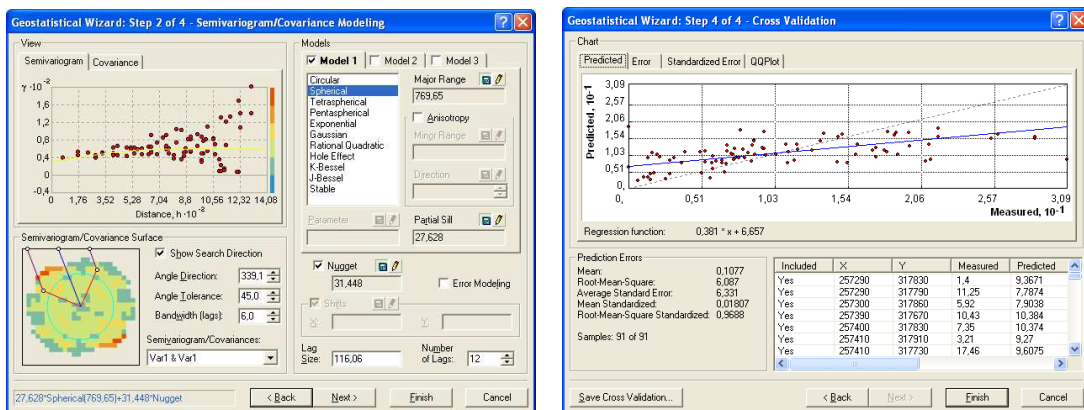 Geostatistical Wizard: Step 2 of 4 - Semivariogram/Covariance Modeling
View
Semivariogram Covariance
γ·10⁻²
1,6
1,2
0,8
0,4
0
-0,4
0 1,76 3,52 5,28 7,04 8,8 10,56 12,32 14,08
Distance, h·10⁻²
Semivariogram/Covariance Surface
Show Search Direction
Angle Direction: 339,1
Angle Tolerance: 45,0
Bandwidth (lags): 6,0
Semivariogram/Covariances:
Var1 & Var1
Models
Model 1 Model 2 Model 3
Circular
Spherical
Tetraspherical
Pentaspherical
Exponential
Gaussian
Rational Quadratic
Hole Effect
K-Bessel
J-Bessel
Stable
Major Range
769,65
Anisotropy
Minor Range
Direction
Parameter
Partial Sill
27,628
Nugget
31,448
Error Modeling
Shifts
X: Y:
Lag Size: 116,06
Number of Lags: 12
27,628*Spherical(769,65)+31,448*Nugget
< Back Next > Finish Cancel
Geostatistical Wizard: Step 4 of 4 - Cross Validation
Chart
Predicted Error Standardized Error QQPlot
Predicted, 10⁻¹
3,09
2,57
2,06
1,54
1,03
0,51
0,
0 0,51 1,03 1,54 2,06 2,57 3,09
Measured, 10⁻¹
Regression function: 0,381 * x + 6,657
Prediction Errors
Mean: 0,1077
Root-Mean-Square: 6,087
Average Standard Error: 6,331
Mean Standardized: 0,01807
Root-Mean-Square Standardized: 0,9688
Samples: 91 of 91
Included X Y Measured Predicted
Yes 257290 317830 1,4 9,3671
Yes 257290 317790 11,25 7,7874
Yes 257300 317860 5,92 7,9038
Yes 257390 317670 10,43 10,384
Yes 257400 317830 7,35 10,374
Yes 257410 317910 3,21 9,27
Yes 257410 317730 17,46 9,6075
Save Cross Validation... < Back Next > Finish Cancel